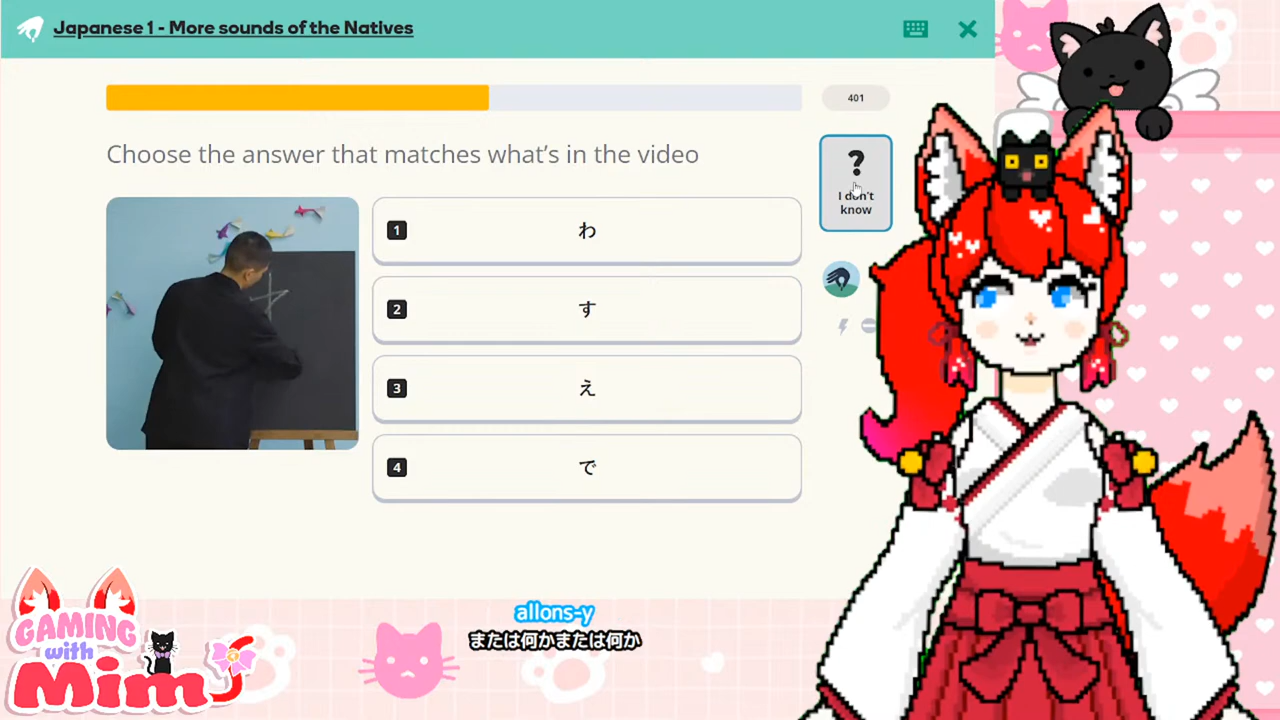 Japanese 1 - More sounds of the Natives
401
Choose the answer that matches what's in the video
?
I don't
know
1 わ
2 す
3 え
4 で
GAMING
with
Mim
allons-y
または何かまたは何か